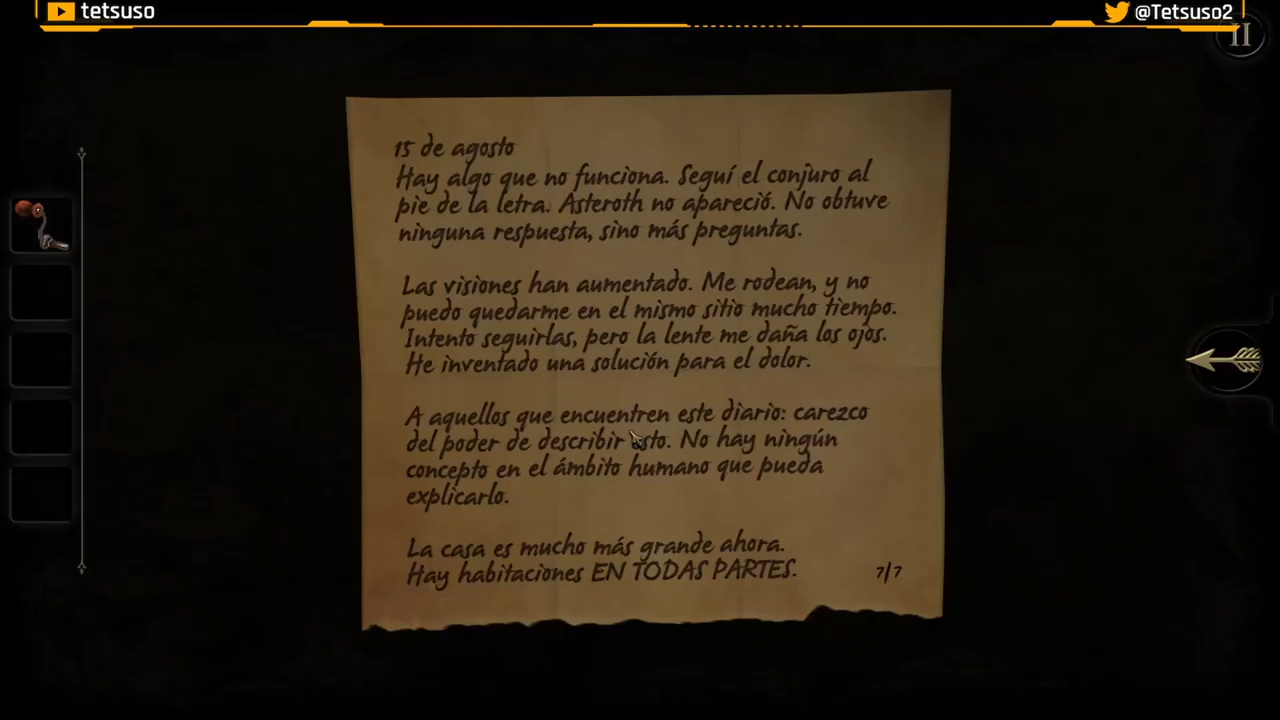 tetsuso
@Tetsuso2
15 de agosto
Hay algo que no funciona. Seguí el conjuro al
pie de la letra. Asteroth no apareció. No obtuve
ninguna respuesta, sino más preguntas.
Las visiones han aumentado. Me rodean, y no
puedo quedarme en el mismo sitio mucho tiempo.
Intento seguirlas, pero la lente me daña los ojos.
He inventado una solución para el dolor.
A aquellos que encuentren este diario: carezco
del poder de describir esto. No hay ningún
concepto en el ámbito humano que pueda
explicarlo.
La casa es mucho más grande ahora.
Hay habitaciones EN TODAS PARTES.
7/7